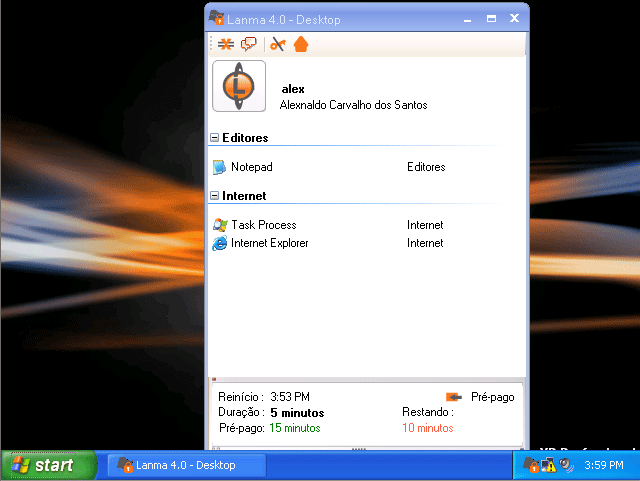 Lanma 4.0 - Desktop
L
alex
Alexnaldo Carvalho dos Santos
Editores
Notepad Editores
Internet
Task Process Internet
Internet Explorer Internet
Reinício : 3:53 PM Pré-pago
Duração : 5 minutos Restando :
Pré-pago: 15 minutos 10 minutos
start Lanma 4.0 - Desktop 3:59 PM